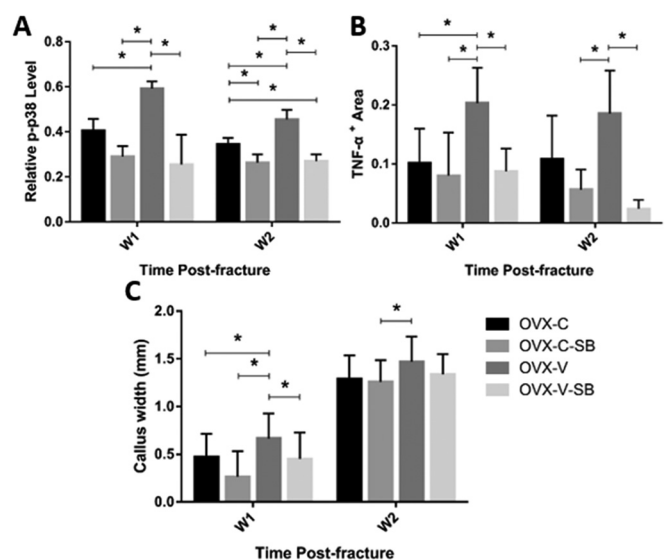 A
Relative p-p38 Level
0.8
0.6
0.4
0.2
0.0
* * * *
* * * * * *
W1 W2
Time Post-fracture
B
TNF-α⁺ Area
0.3
0.2
0.1
0.0
* * * *
* *
W1 W2
Time Post-fracture
C
Callus width (mm)
2.0
1.5
1.0
0.5
0.0
* * *
*
W1 W2
Time Post-fracture
OVX-C
OVX-C-SB
OVX-V
OVX-V-SB